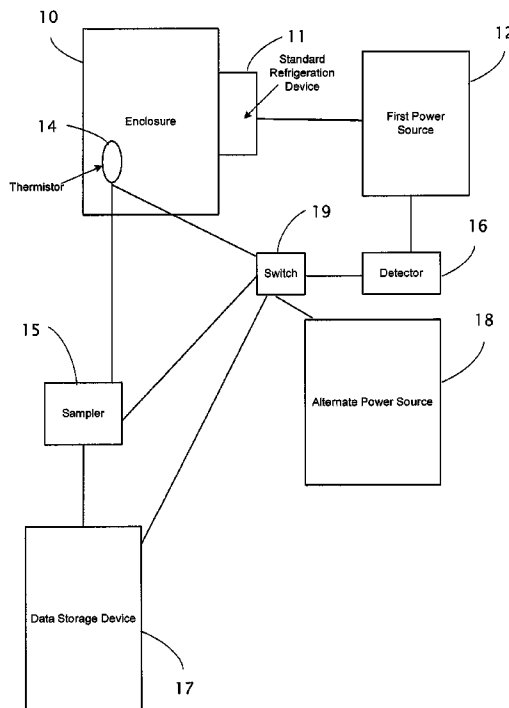 10
11
12
Standard
Refrigeration
Device
Enclosure
First Power
Source
14
Thermistor
19
16
Switch
Detector
18
15
Sampler
Alternate Power Source
Data Storage Device
17